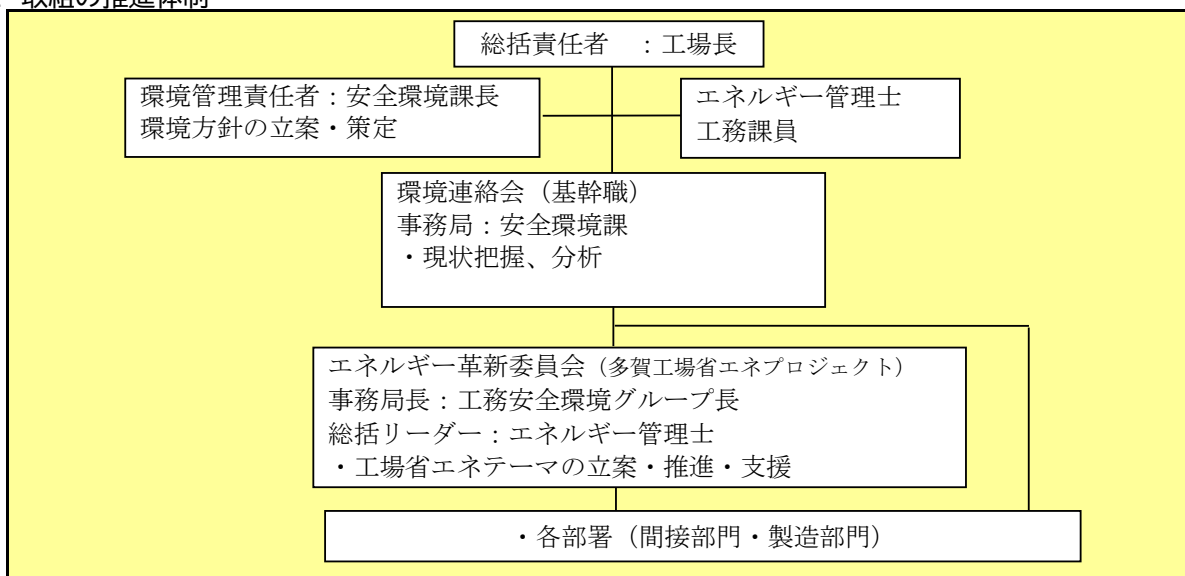 取組の推進体制
総括責任者　：工場長
環境管理責任者：安全環境課長
環境方針の立案・策定
エネルギー管理士
工務課員
環境連絡会（基幹職）
事務局：安全環境課
・現状把握、分析
エネルギー革新委員会（多賀工場省エネプロジェクト）
事務局長：工務安全環境グループ長
総括リーダー：エネルギー管理士
・工場省エネテーマの立案・推進・支援
・各部署（間接部門・製造部門）